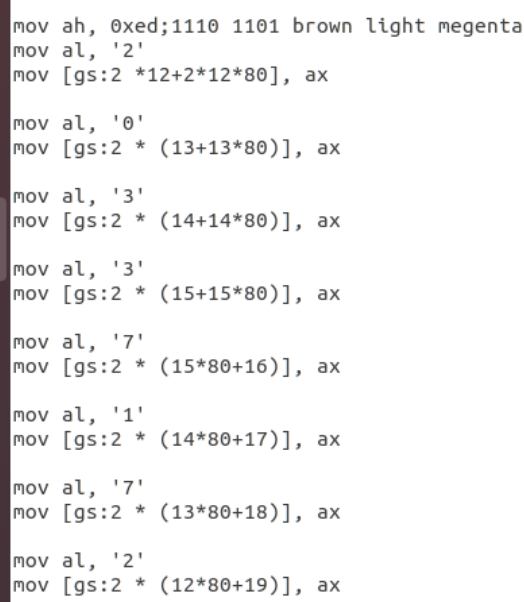 mov ah, 0xed;1110 1101 brown light megenta
mov al, '2'
mov [gs:2 *12+2*12*80], ax
mov al, '0'
mov [gs:2 * (13+13*80)], ax
mov al, '3'
mov [gs:2 * (14+14*80)], ax
mov al, '3'
mov [gs:2 * (15+15*80)], ax
mov al, '7'
mov [gs:2 * (15*80+16)], ax
mov al, '1'
mov [gs:2 * (14*80+17)], ax
mov al, '7'
mov [gs:2 * (13*80+18)], ax
mov al, '2'
mov [gs:2 * (12*80+19)], ax